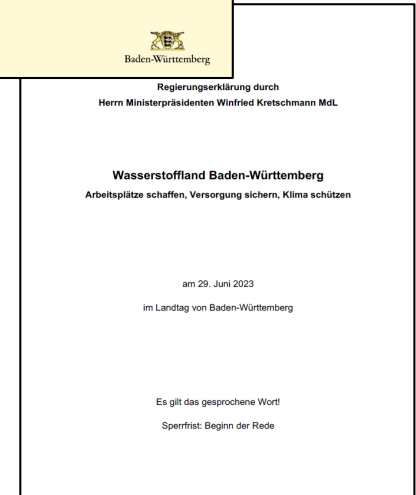 Baden-Württemberg
Regierungserklärung durch
Herrn Ministerpräsidenten Winfried Kretschmann MdL
Wasserstoffland Baden-Württemberg
Arbeitsplätze schaffen, Versorgung sichern, Klima schützen
am 29. Juni 2023
im Landtag von Baden-Württemberg
Es gilt das gesprochene Wort!
Sperrfrist: Beginn der Rede